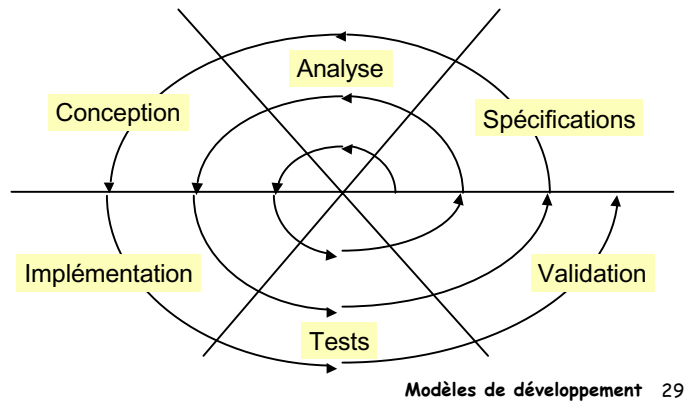 Analyse
Conception
Spécifications
Implémentation
Validation
Tests
Modèles de développement 29